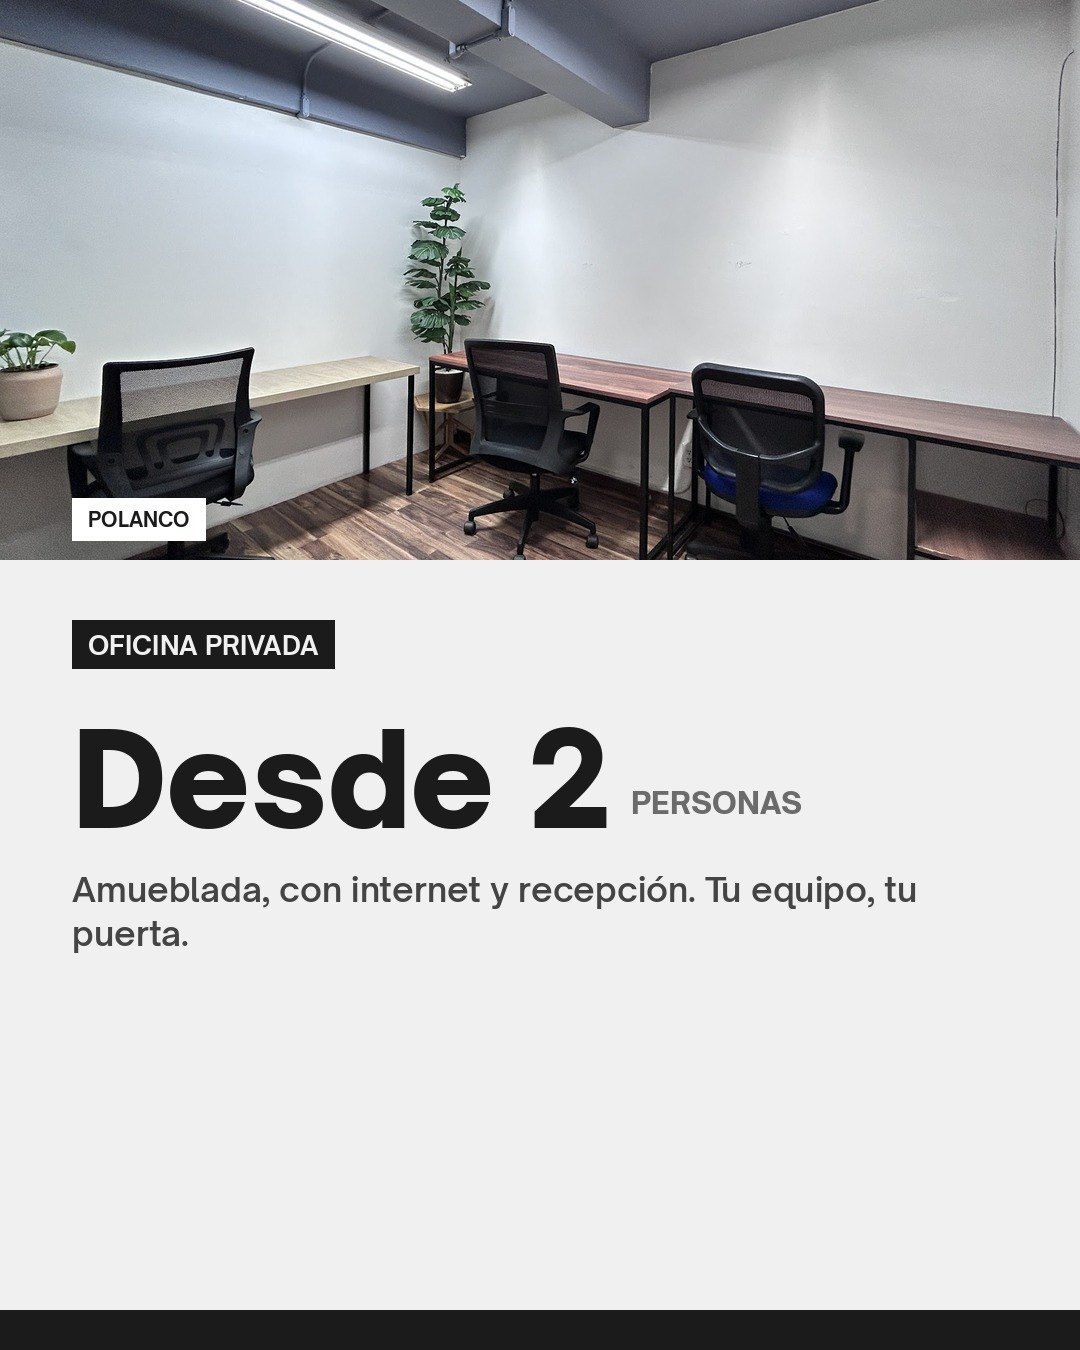 POLANCO
OFICINA PRIVADA
Desde 2 PERSONAS
Amueblada, con internet y recepción. Tu equipo, tu
puerta.